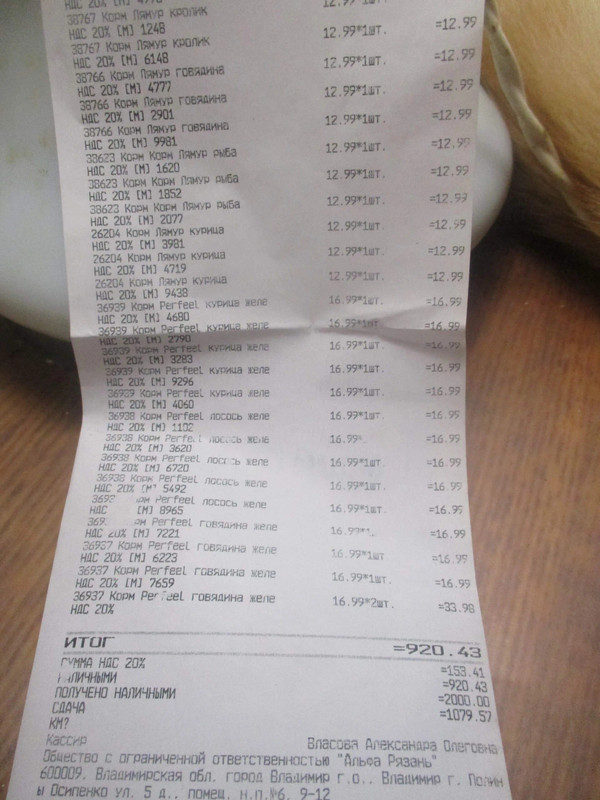 НДС 20% [М] 4778 12.99*1шт.
38767 Корм Лямур кролик
НДС 20% [М] 1248 12.99*1шт. =12.99
38767 Корм Лямур кролик
НДС 20% [М] 6148 12.99*1шт. =12.99
38766 Корм Лямур говядина
НДС 20% [М] 4777 12.99*1шт. =12.99
38766 Корм Лямур говядина
НДС 20% [М] 2901 12.99*1шт. =12.99
38766 Корм Лямур говядина
НДС 20% [М] 9981 12.99*1шт. =12.99
38623 Корм Корм Лямур рыба
НДС 20% [М] 1620 12.99*1шт. =12.99
38623 Корм Корм Лямур рыба
НДС 20% [М] 1852 12.99*1шт. =12.99
38623 Корм Корм Лямур рыба
НДС 20% [М] 2077 12.99*1шт. =12.99
26204 Корм Лямур курица
НДС 20% [М] 3981 12.99*1шт. =12.99
26204 Корм Лямур курица
НДС 20% [М] 4719 12.99*1шт. =12.99
26204 Корм Лямур курица
НДС 20% [М] 9438 12.99*1шт. =12.99
36939 Корм Perfeel курица желе 16.99*1шт. =16.99
НДС 20% [М] 4680
36939 Корм Perfeel курица желе 16.99*1шт. =16.99
НДС 20% [М] 2790
36939 Корм Perfeel курица желе 16.99*1шт. =16.99
НДС 20% [М] 3283
36939 Корм Perfeel курица желе 16.99*1шт. =16.99
НДС 20% [М] 9296
36939 Корм Perfeel курица желе 16.99*1шт. =16.99
НДС 20% [М] 4060
36938 Корм Perfeel лосось желе 16.99*1шт. =16.99
НДС 20% [М] 1102
36938 Корм Perfeel лосось желе 16.99 =16.99
НДС 20% [М] 3620
36938 Корм Perfeel лосось желе 16.99*1шт. =16.99
НДС 20% [М] 6720
36938 Корм Perfeel лосось желе 16.99*1шт. =16.99
НДС 20% [М] 5492
Perfeel лосось желе 16.99*1шт. =16.99
НДС 8965
Perfeel говядина желе 16.99*1 =16.99
НДС 20% [М] 7221
36937 Корм Perfeel говядина желе 16.99*1шт =16.99
НДС 20% [М] 6223
36937 Корм Perfeel говядина желе 16.99*1шт. =16.99
НДС 20% [М] 7659
36937 Корм Perfeel говядина желе 16.99*2шт. =33.98
НДС 20%
ИТОГ =920.43
СУММА НДС 20% =153.41
НАЛИЧНЫМИ =920.43
ПОЛУЧЕНО НАЛИЧНЫМИ =2000.00
СДАЧА =1079.57
КМ?
Кассир Власова Александра Олеговна
Общество с ограниченной ответственностью "Альфа Рязань"
600009, Владимирская обл, город Владимир г.о., Владимир г, Полин
ы Осипенко ул, 5 д., помещ. н.п.№6, 9-12